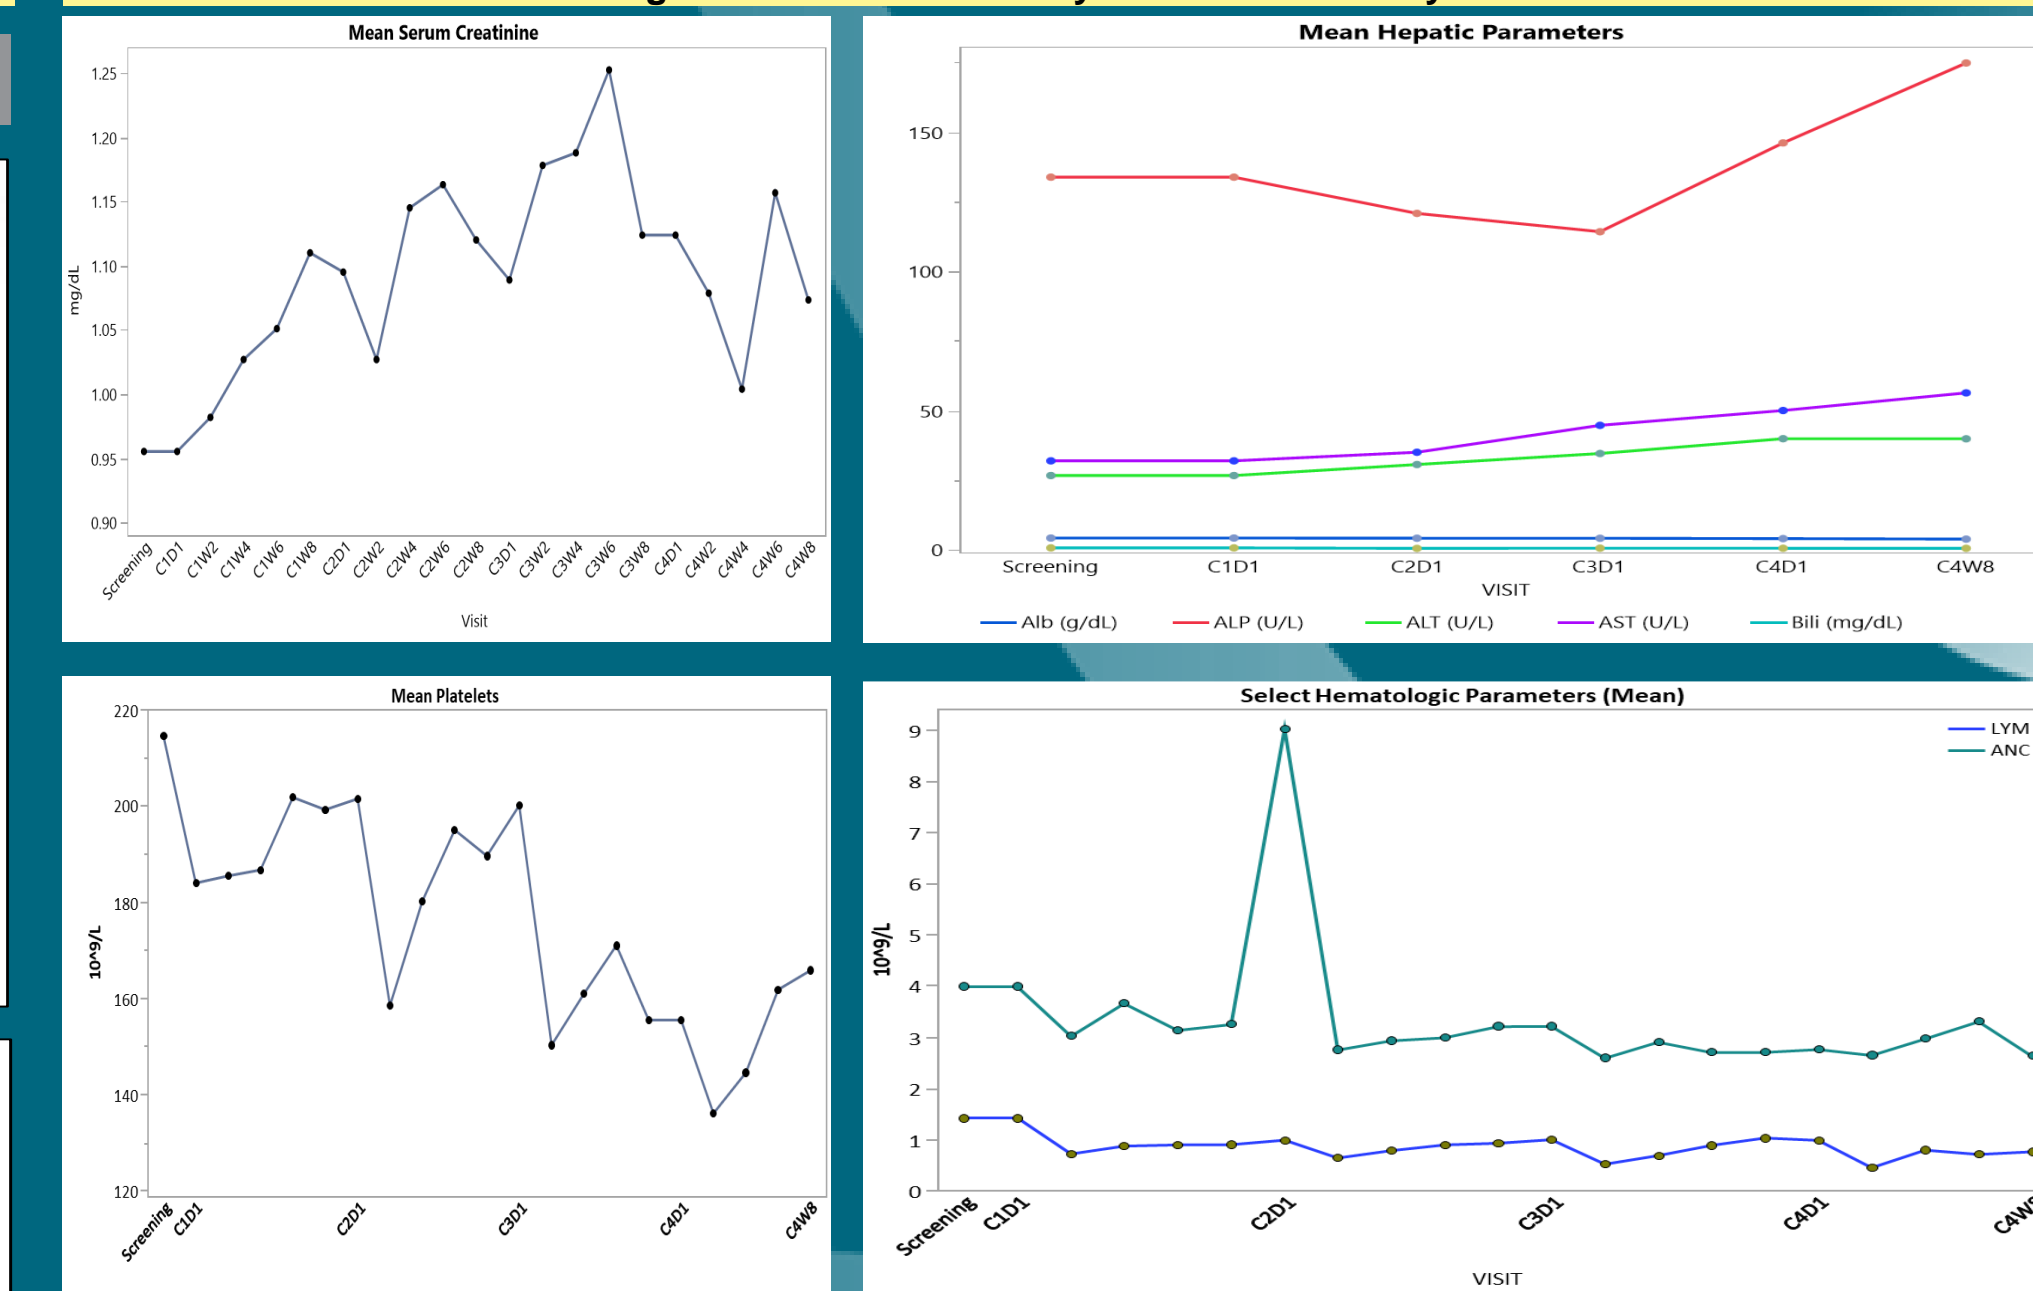 Mean Serum Creatinine
1.25
1.20
1.15
1.10
1.05
1.00
0.95
0.90
mg/dL
Screening C1D1 C1W2 C1W4 C1W6 C1W8 C2D1 C2W2 C2W4 C2W6 C2W8 C3D1 C3W2 C3W4 C3W6 C3W8 C4D1 C4W2 C4W4 C4W6 C4W8
Visit
Mean Hepatic Parameters
150
100
50
0
Screening C1D1 C2D1 C3D1 C4D1 C4W8
VISIT
Alb (g/dL) ALP (U/L) ALT (U/L) AST (U/L) Bili (mg/dL)
Mean Platelets
220
200
180
160
140
120
10^9/L
Screening C1D1 C2D1 C3D1 C4D1 C4W8
Select Hematologic Parameters (Mean)
LYM
ANC
9
8
7
6
5
4
3
2
1
0
10^9/L
Screening C1D1 C2D1 C3D1 C4D1
VISIT